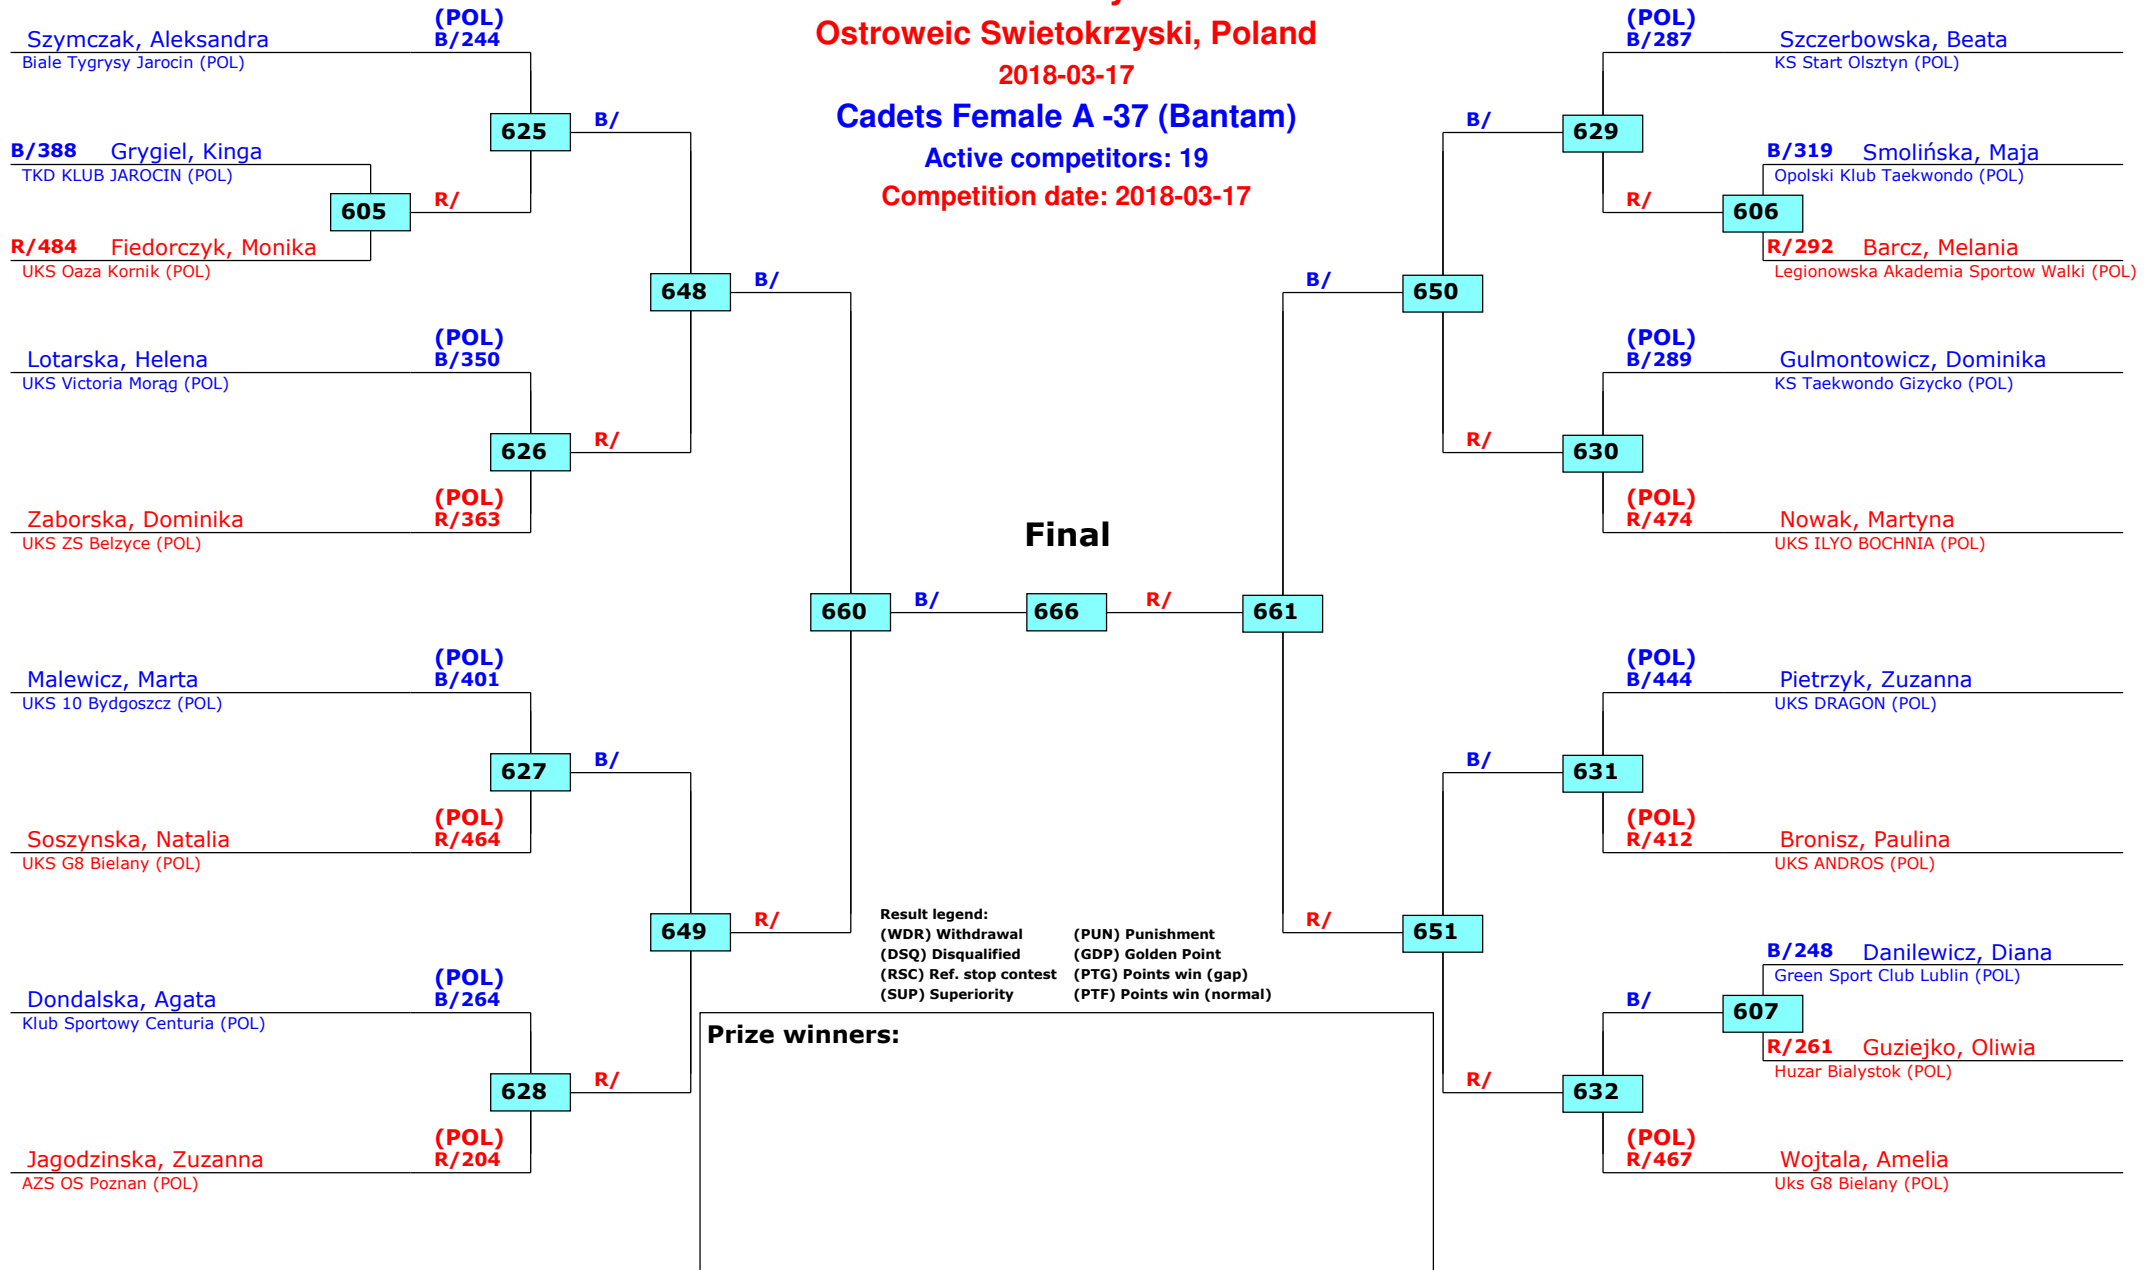 Ostroweic Swietokrzyski, Poland
2018-03-17
Cadets Female A -37 (Bantam)
Active competitors: 19
Competition date: 2018-03-17
(POL)
Szymczak, Aleksandra B/244
Biale Tygrysy Jarocin (POL)
625 B/
B/388 Grygiel, Kinga
TKD KLUB JAROCIN (POL)
605 R/
R/484 Fiedorczyk, Monika
UKS Oaza Kornik (POL)
648 B/
(POL)
Lotarska, Helena B/350
UKS Victoria Morąg (POL)
626 R/
(POL)
Zaborska, Dominika R/363
UKS ZS Belzyce (POL)
660 B/
(POL)
Malewicz, Marta B/401
UKS 10 Bydgoszcz (POL)
627 B/
(POL)
Soszynska, Natalia R/464
UKS G8 Bielany (POL)
649 R/
(POL)
Dondalska, Agata B/264
Klub Sportowy Centuria (POL)
628 R/
(POL)
Jagodzinska, Zuzanna R/204
AZS OS Poznan (POL)
Final
666 R/
(POL)
B/287 Szczerbowska, Beata
KS Start Olsztyn (POL)
B/ 629
B/319 Smolińska, Maja
Opolski Klub Taekwondo (POL)
R/ 606
R/292 Barcz, Melania
Legionowska Akademia Sportow Walki (POL)
B/ 650
(POL)
B/289 Gulmontowicz, Dominika
KS Taekwondo Gizycko (POL)
R/ 630
(POL)
R/474 Nowak, Martyna
UKS ILYO BOCHNIA (POL)
661
(POL)
B/444 Pietrzyk, Zuzanna
UKS DRAGON (POL)
B/ 631
(POL)
R/412 Bronisz, Paulina
UKS ANDROS (POL)
R/ 651
B/248 Danilewicz, Diana
Green Sport Club Lublin (POL)
B/ 607
R/261 Guziejko, Oliwia
Huzar Bialystok (POL)
R/ 632
(POL)
R/467 Wojtala, Amelia
Uks G8 Bielany (POL)
Result legend:
(WDR) Withdrawal (PUN) Punishment
(DSQ) Disqualified (GDP) Golden Point
(RSC) Ref. stop contest (PTG) Points win (gap)
(SUP) Superiority (PTF) Points win (normal)
Prize winners: